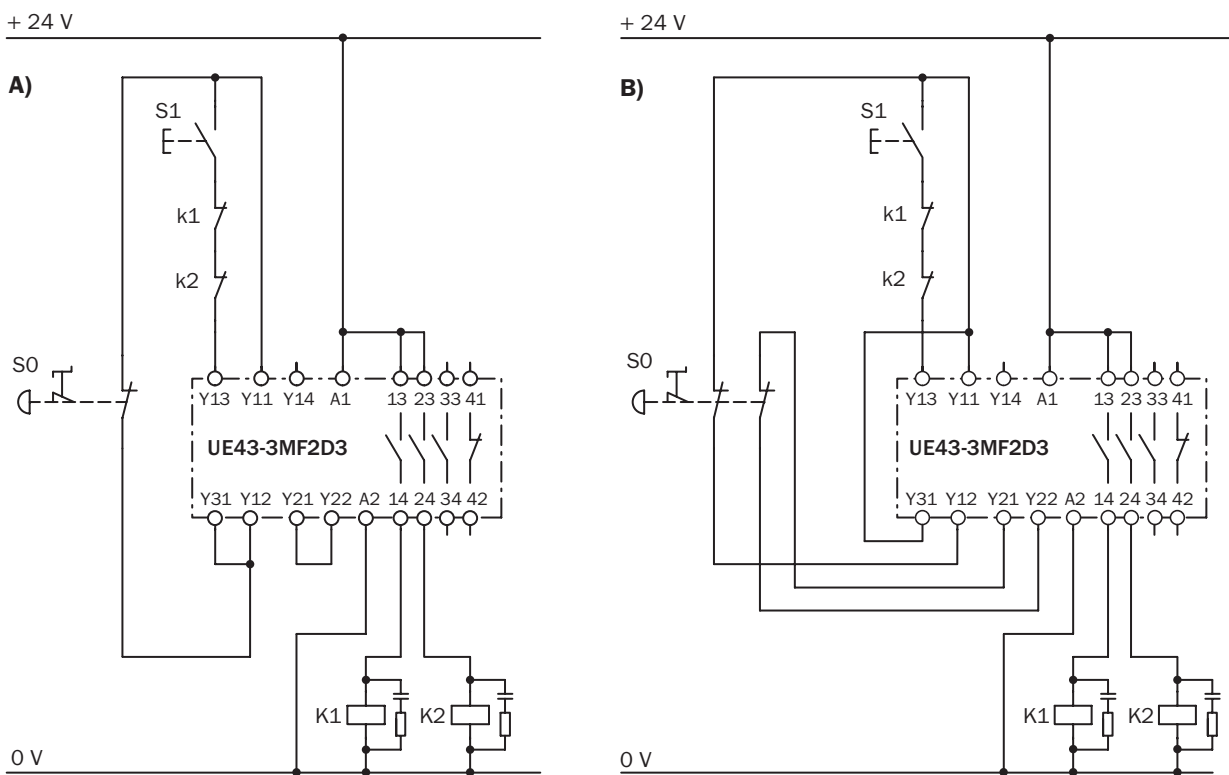 + 24 V
A)
S1
k1
k2
S0
Y13 Y11 Y14 A1 13 23 33 41
UE43-3MF2D3
Y31 Y12 Y21 Y22 A2 14 24 34 42
K1 K2
0 V
+ 24 V
B)
S1
k1
k2
S0
Y13 Y11 Y14 A1 13 23 33 41
UE43-3MF2D3
Y31 Y12 Y21 Y22 A2 14 24 34 42
K1 K2
0 V